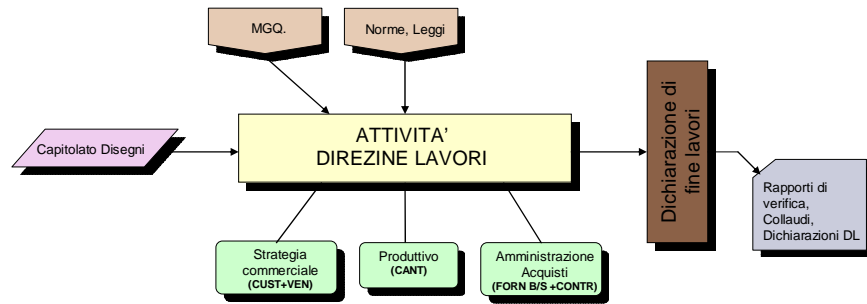 MGQ.
Norme, Leggi
Capitolato Disegni
ATTIVITA’
DIREZINE LAVORI
Dichiarazione di
fine lavori
Rapporti di
verifica,
Collaudi,
Dichiarazioni DL
Strategia
commerciale
(CUST+VEN)
Produttivo
(CANT)
Amministrazione
Acquisti
(FORN B/S +CONTR)